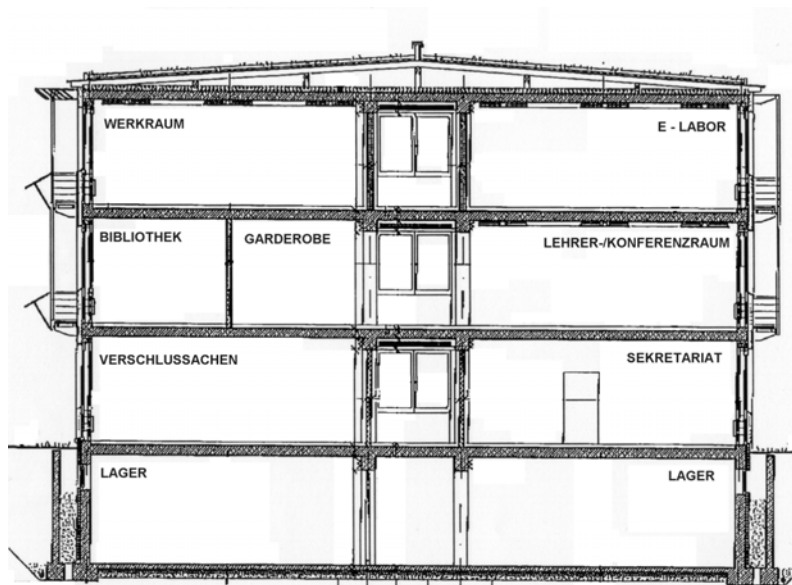 WERKRAUM
E - LABOR
BIBLIOTHEK
GARDEROBE
LEHRER-/KONFERENZRAUM
VERSCHLUSSACHEN
SEKRETARIAT
LAGER
LAGER